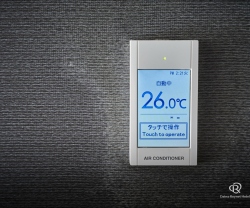 自動中
26.0℃
タッチで操作
Touch to operate
AIR CONDITIONER